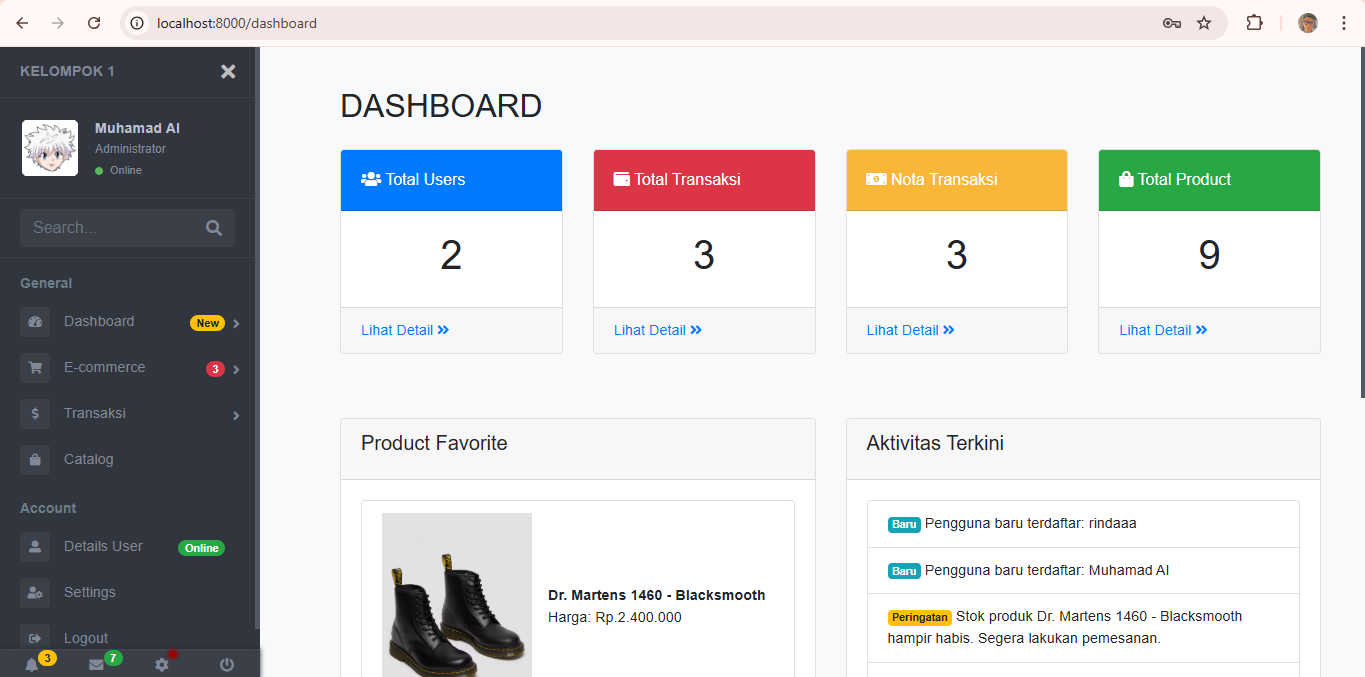 localhost:8000/dashboard
KELOMPOK 1
Muhamad Al
Administrator
Online
Search...
General
Dashboard New
E-commerce 3
Transaksi
Catalog
Account
Details User Online
Settings
Logout
3 7
DASHBOARD
Total Users
2
Lihat Detail
Total Transaksi
3
Lihat Detail
Nota Transaksi
3
Lihat Detail
Total Product
9
Lihat Detail
Product Favorite
Dr. Martens 1460 - Blacksmooth
Harga: Rp.2.400.000
Aktivitas Terkini
Baru Pengguna baru terdaftar: rindaaa
Baru Pengguna baru terdaftar: Muhamad Al
Peringatan Stok produk Dr. Martens 1460 - Blacksmooth
hampir habis. Segera lakukan pemesanan.